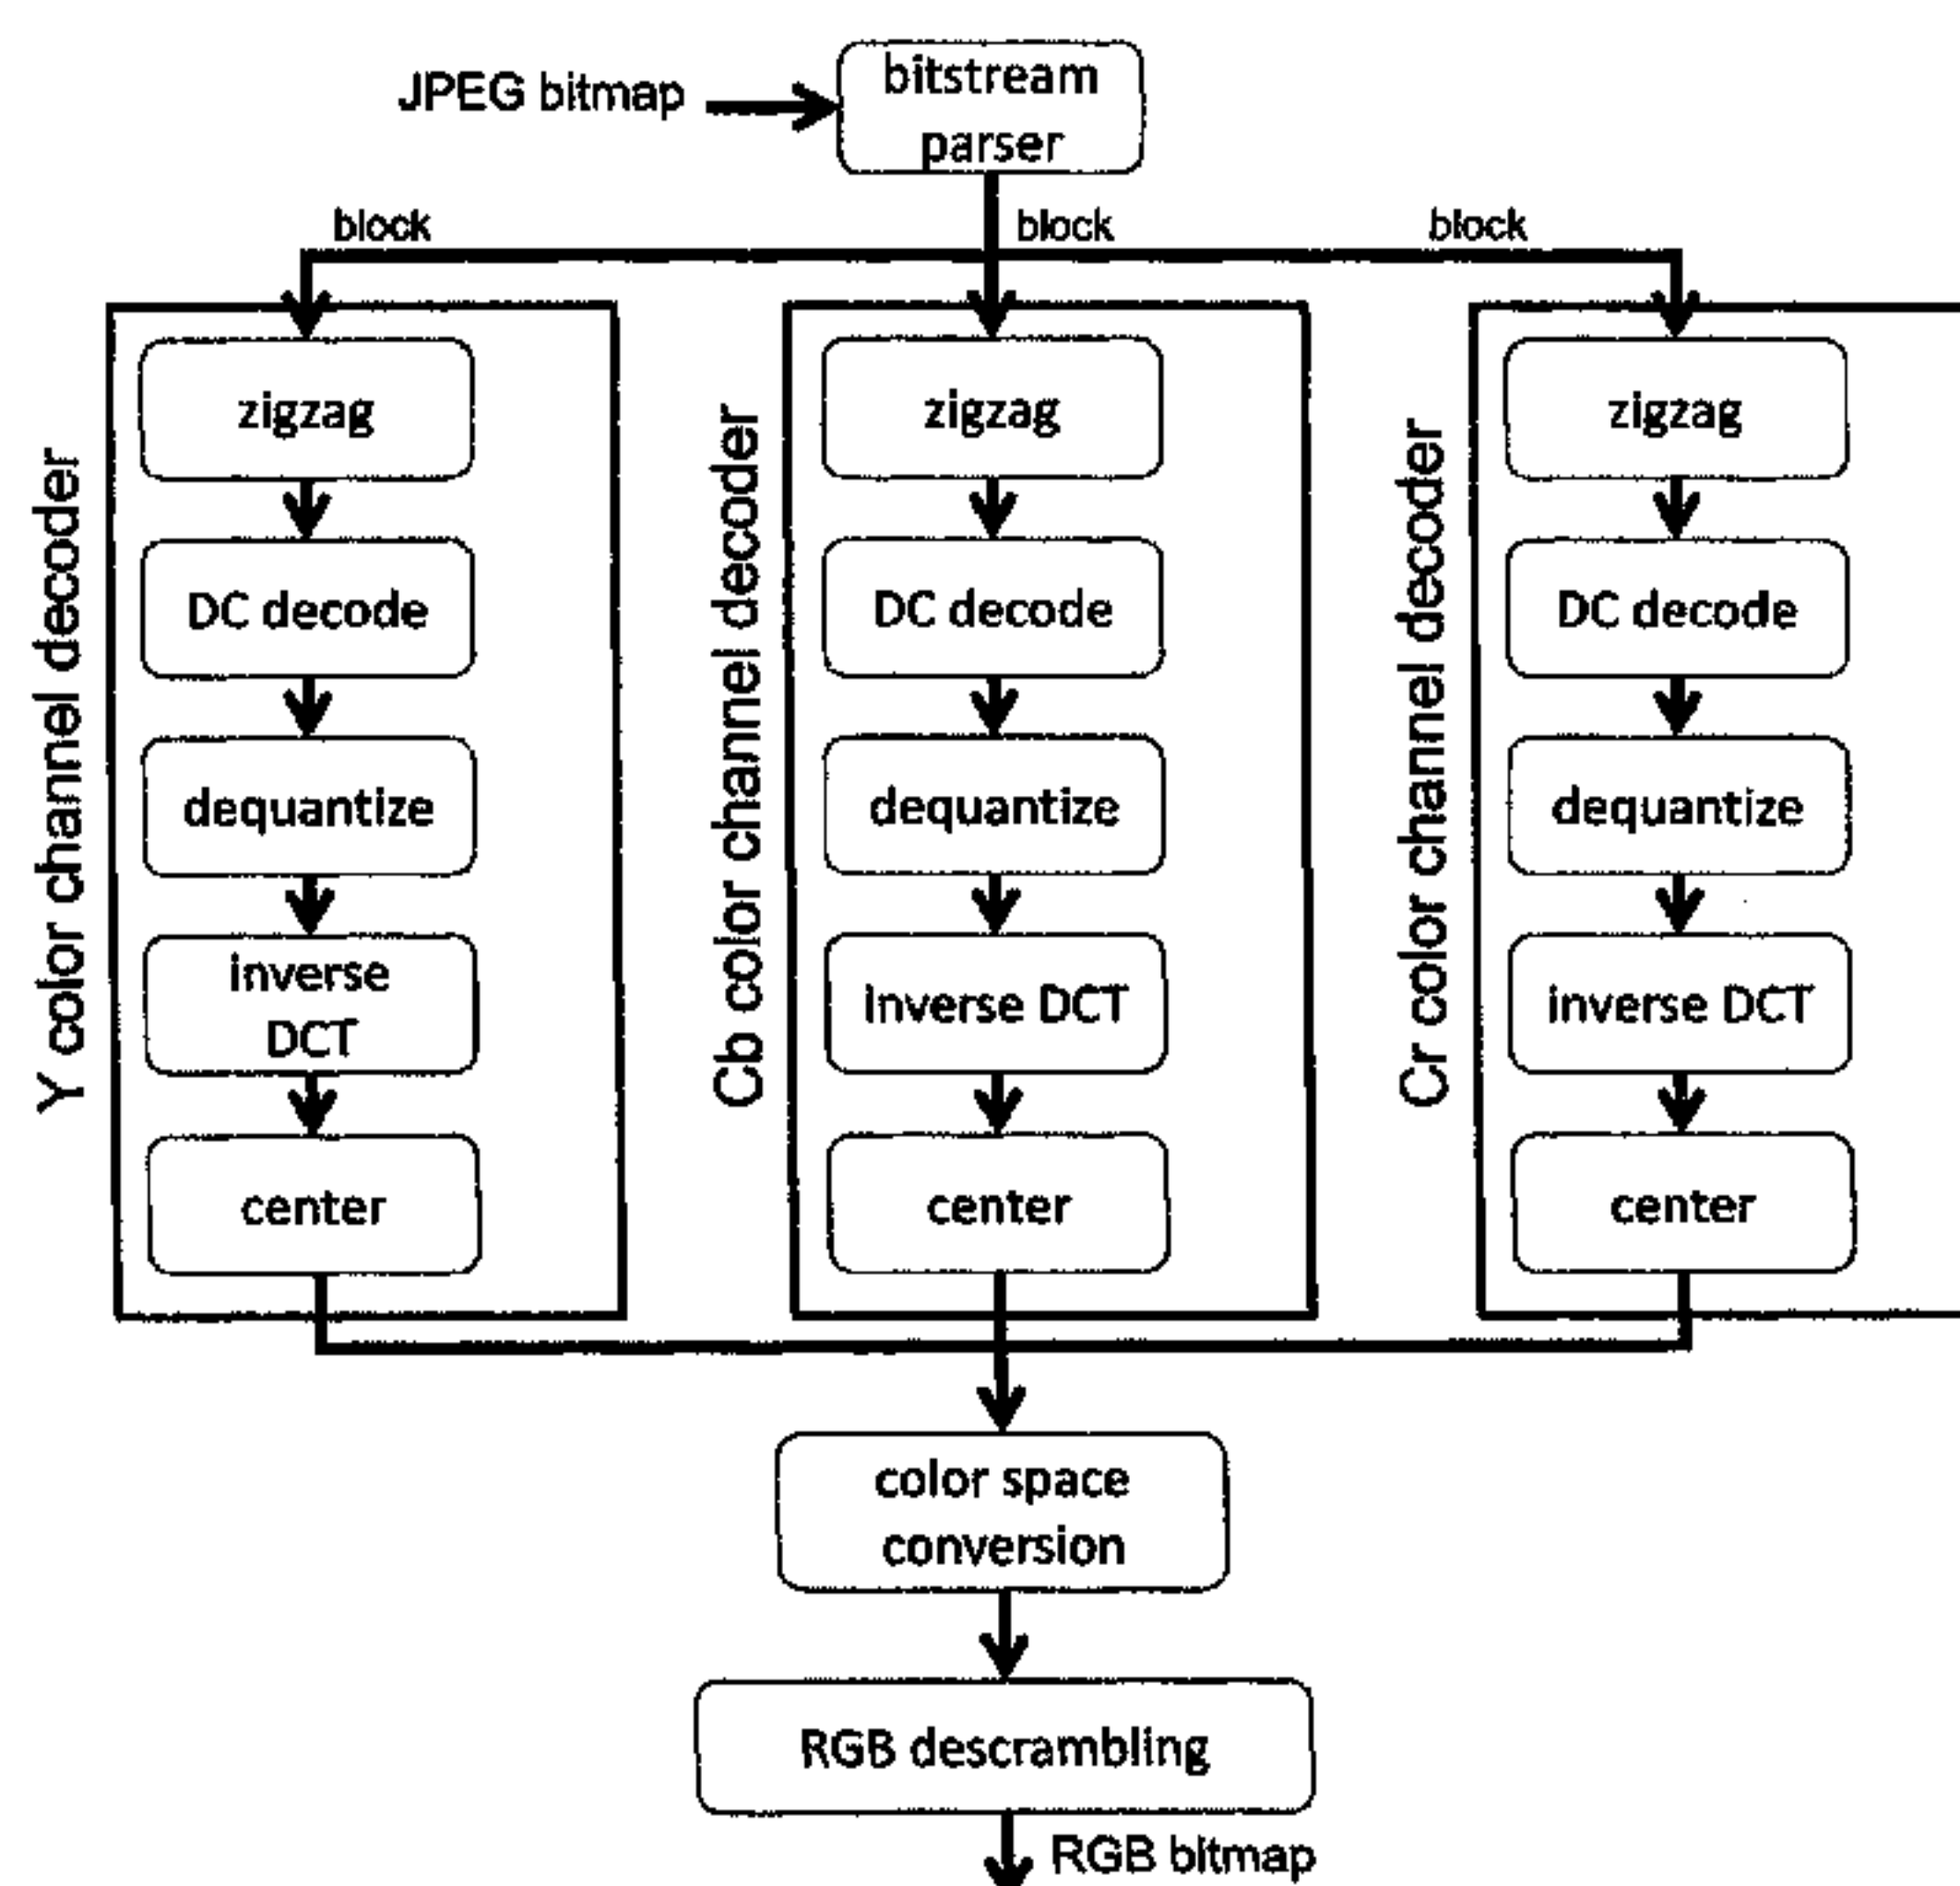 JPEG bitmap
bitstream
parser
block
block
block
Y color channel decoder
zigzag
DC decode
dequantize
inverse
DCT
center
Cb color channel decoder
zigzag
DC decode
dequantize
Inverse DCT
center
Cr color channel decoder
zigzag
DC decode
dequantize
inverse DCT
center
color space
conversion
RGB descrambling
RGB bitmap